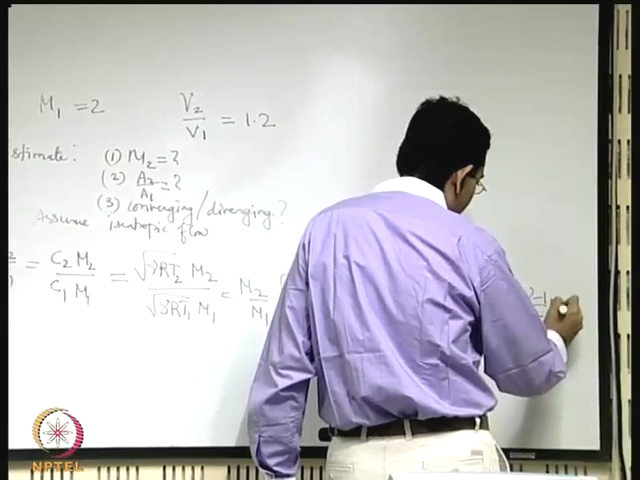 M₁ = 2
V₂/V₁ = 1.2
stimate: (1) M₂ = ?
(2) A₂/A₁ = ?
(3) converging/diverging?
Assume isentropic flow
= C₂ M₂ / C₁ M₁ = √γRT₂ M₂ / √γRT₁ M₁ = M₂/M₁
NPTEL